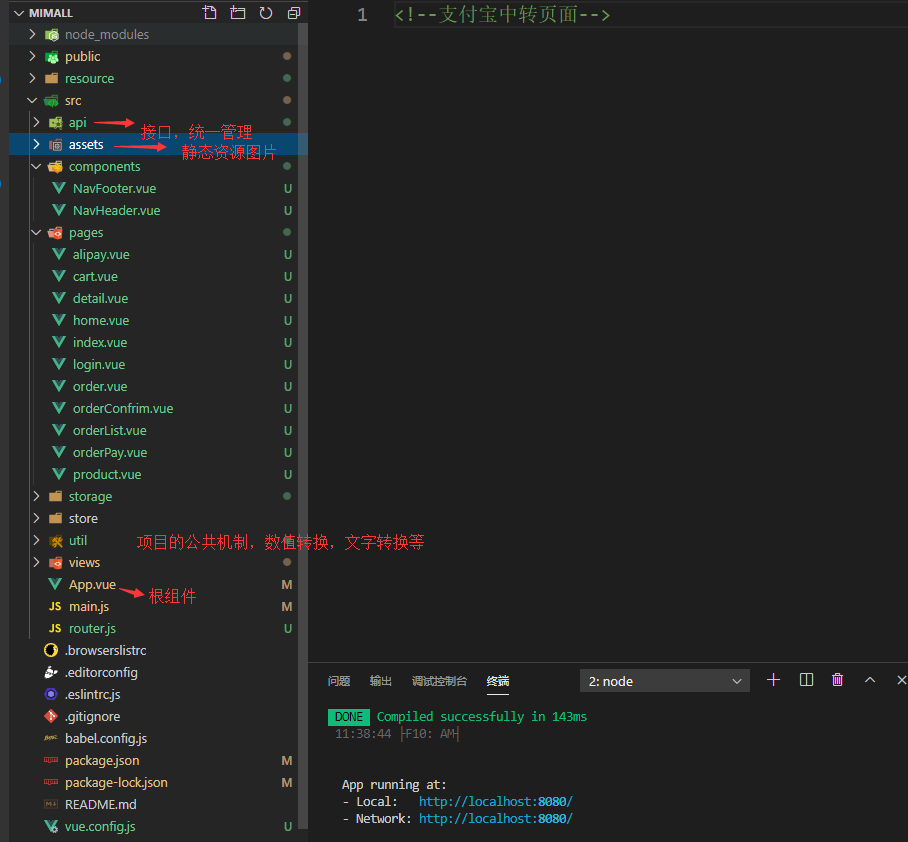 MIMALL
node_modules
public
resource
src
api
接口，统一管理
assets
静态资源图片
components
NavFooter.vue U
NavHeader.vue U
pages
alipay.vue U
cart.vue U
detail.vue U
home.vue U
index.vue U
login.vue U
order.vue U
orderConfrim.vue U
orderList.vue U
orderPay.vue U
product.vue U
storage
store
util
项目的公共机制，数值转换，文字转换等
views
App.vue M
根组件
JS main.js M
JS router.js U
.browserslistrc
.editorconfig
.eslintrc.js
.gitignore
babel.config.js
package.json M
package-lock.json M
README.md
vue.config.js U
1 <!--支付宝中转页面-->
问题 输出 调试控制台 终端 2: node
DONE Compiled successfully in 143ms
11:38:44 ├F10: AM┤
App running at:
- Local: http://localhost:8080/
- Network: http://localhost:8080/